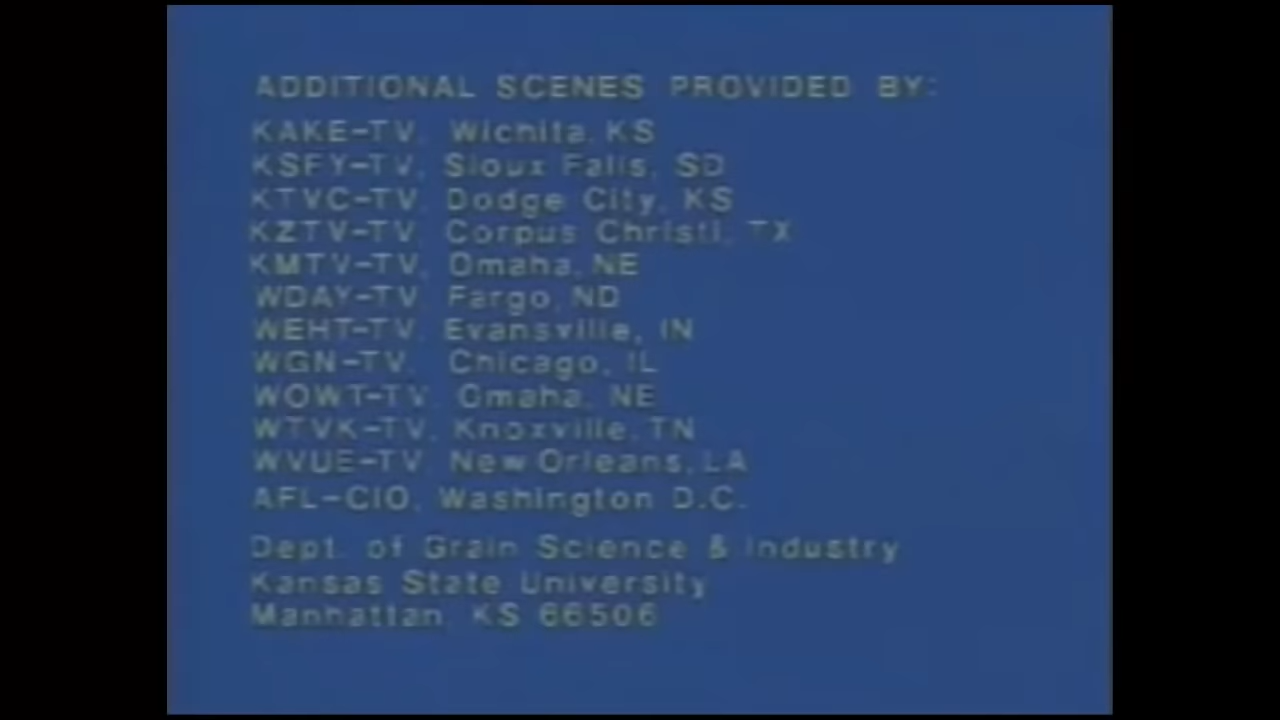 ADDITIONAL SCENES PROVIDED BY:
KAKE-TV, Wichita, KS
KSFY-TV, Sioux Falls, SD
KTVC-TV, Dodge City, KS
KZTV-TV, Corpus Christi, TX
KMTV-TV, Omaha, NE
WDAY-TV, Fargo, ND
WEHT-TV, Evansville, IN
WGN-TV, Chicago, IL
WOWT-TV, Omaha, NE
WTVK-TV, Knoxville, TN
WVUE-TV, New Orleans, LA
AFL-CIO, Washington D.C.
Dept. of Grain Science & Industry
Kansas State University
Manhattan, KS 66506